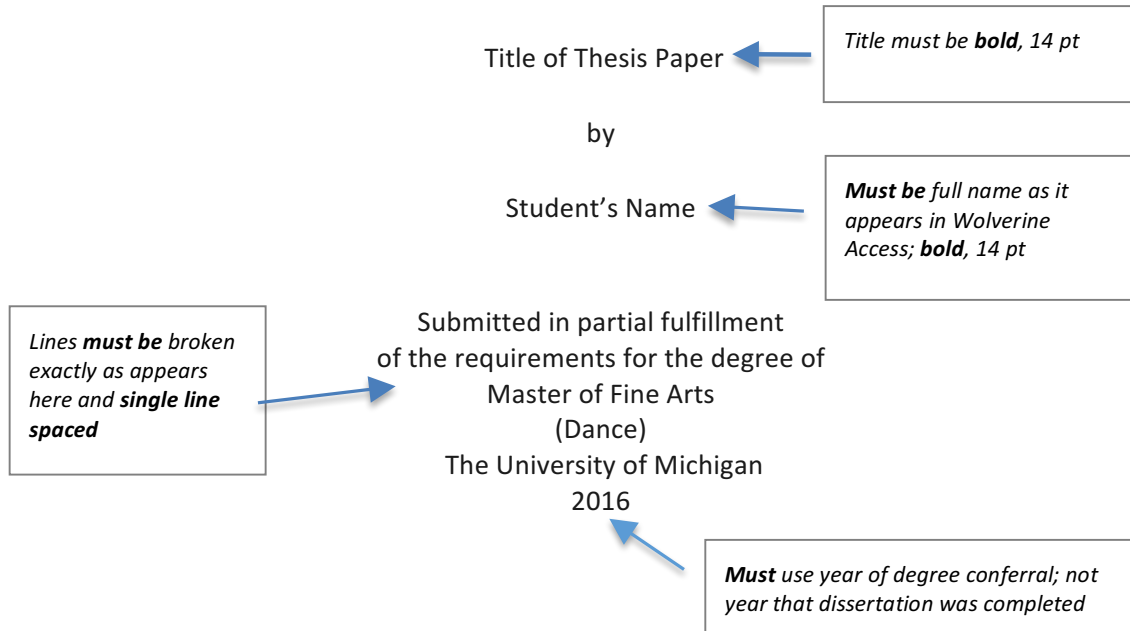 Title of Thesis Paper
Title must be bold, 14 pt
by
Student’s Name
Must be full name as it
appears in Wolverine
Access; bold, 14 pt
Lines must be broken
exactly as appears
here and single line
spaced
Submitted in partial fulfillment
of the requirements for the degree of
Master of Fine Arts
(Dance)
The University of Michigan
2016
Must use year of degree conferral; not
year that dissertation was completed